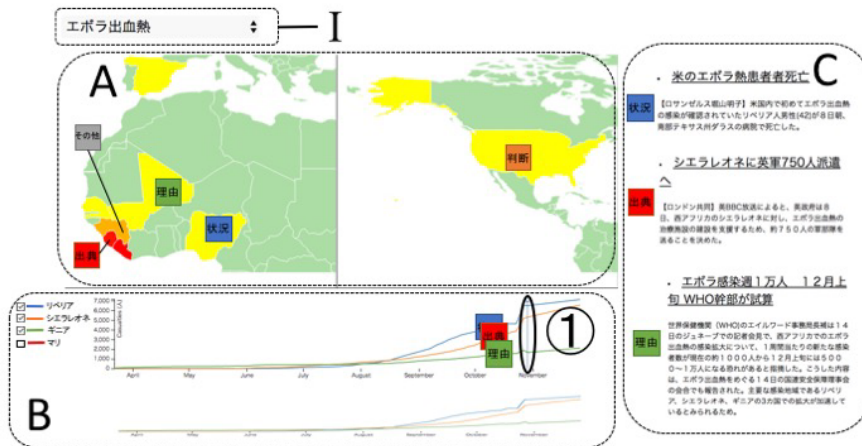 エボラ出血熱
I
A
その他
理由
状況
出典
判断
C
・ 米のエボラ熱患者者死亡
状況
【ロサンゼルス堀山明子】米国内で初めてエボラ出血熱
の感染が確認されていたリベリア人男性(42)が８日朝、
南部テキサス州ダラスの病院で死亡した。
・ シエラレオネに英軍750人派遣
へ
出典
【ロンドン共同】英BBC放送によると、英政府は８
日、西アフリカのシエラレオネに対し、エボラ出血熱の
治療施設の建設を支援するため、約７５０人の軍部隊を
送ることを決めた。
・ エボラ感染週１万人　１２月上
旬 WHO幹部が試算
理由
世界保健機関（WHO)のエイルワード事務局長補は１４
日のジュネーブでの記者会見で、西アフリカでのエボラ
出血熱の感染拡大について、１周間当たりの新たな感染
者数が現在の約１０００人から１２月上旬には５００
０〜１万人になる恐れがあると指摘した。こうした内容
は、エボラ出血熱をめぐる１４日の国連安全保障理事会
の会合でも報告された。主要な感染地域であるリベリ
ア、シエラレオネ、ギニアの3カ国での拡大が加速して
いるとみられるため。
リベリア
シエラレオネ
ギニア
マリ
7,000
6,000
5,000
4,000
3,000
2,000
1,000
0
Casualties (人)
出典
理由
①
April May June July August September October November
B
April May June July August September October November